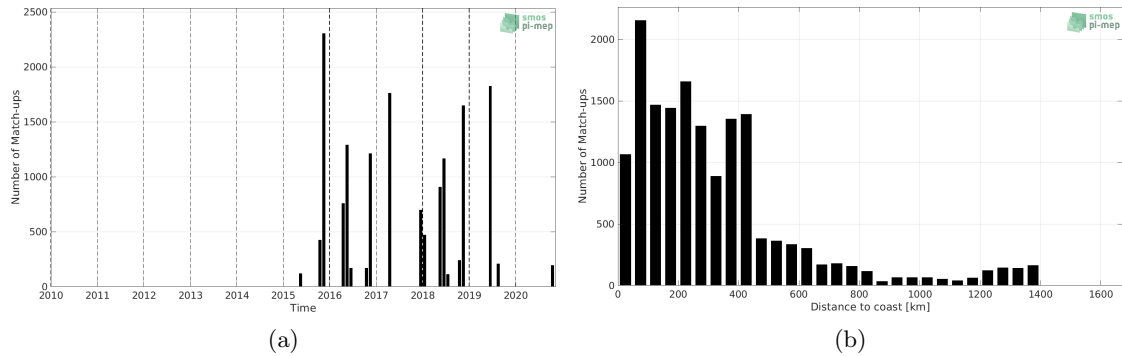 2500
2000
1500
1000
500
0
Number of Match-ups
2010 2011 2012 2013 2014 2015 2016 2017 2018 2019 2020
Time
smos
pi-mep
(a)
2000
1500
1000
500
0
Number of Match-ups
0 200 400 600 800 1000 1200 1400 1600
Distance to coast [km]
smos
pi-mep
(b)